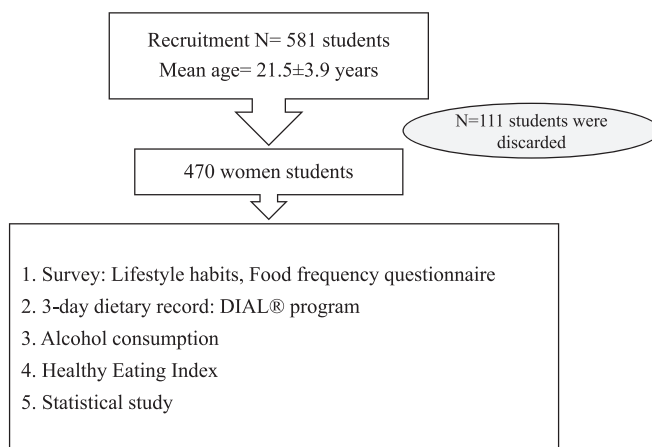 Recruitment N= 581 students
Mean age= 21.5±3.9 years
N=111 students were
discarded
470 women students
1. Survey: Lifestyle habits, Food frequency questionnaire
2. 3-day dietary record: DIAL® program
3. Alcohol consumption
4. Healthy Eating Index
5. Statistical study